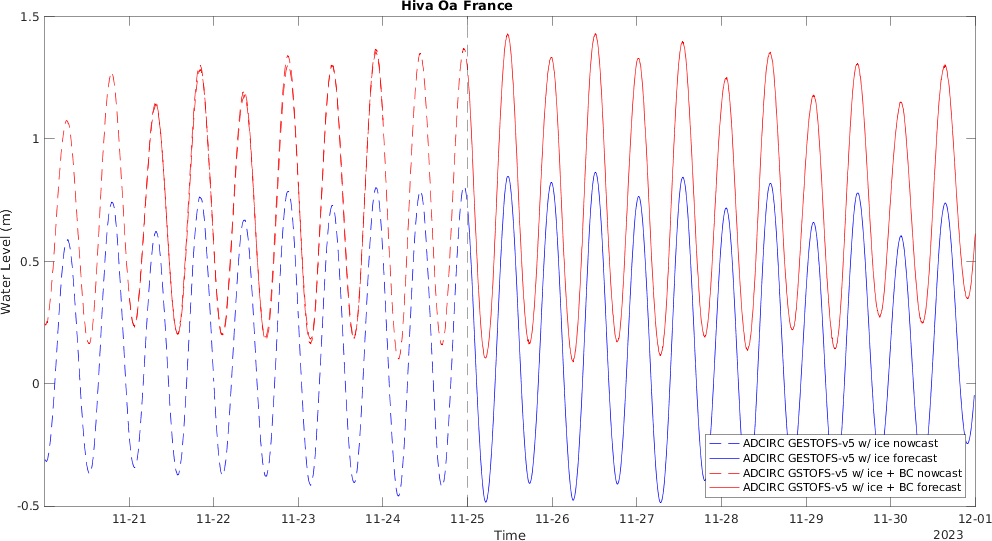 Hiva Oa France
Water Level (m)
1.5
1
0.5
0
-0.5
ADCIRC GESTOFS-v5 w/ ice nowcast
ADCIRC GESTOFS-v5 w/ ice forecast
ADCIRC GSTOFS-v5 w/ ice + BC nowcast
ADCIRC GSTOFS-v5 w/ ice + BC forecast
11-21 11-22 11-23 11-24 11-25 11-26 11-27 11-28 11-29 11-30 12-01
Time
2023